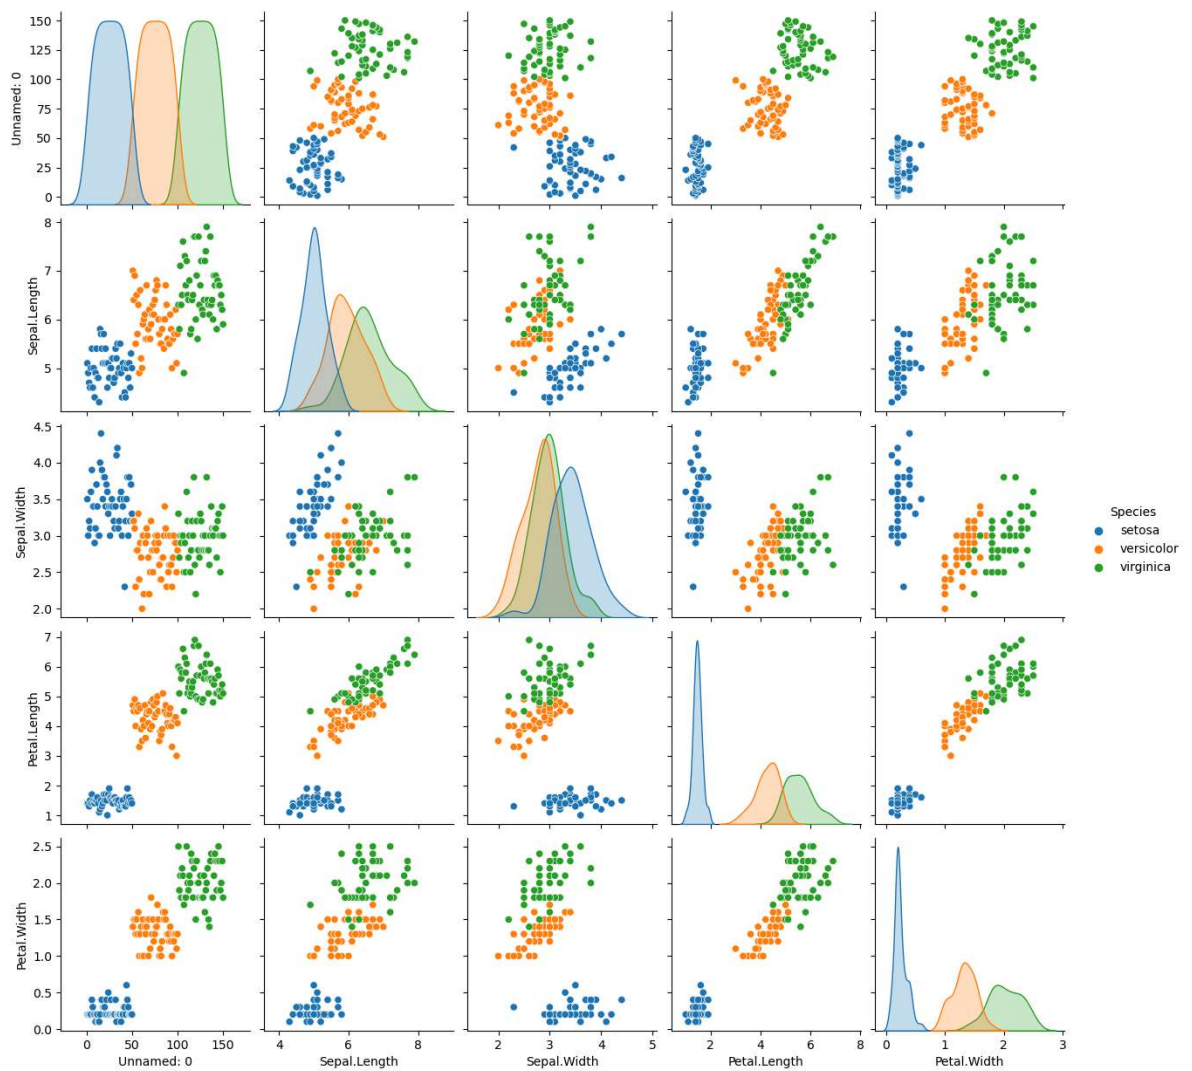 150
125
100
75
50
25
0
Unnamed: 0
8
7
6
5
Sepal.Length
4.5
4.0
3.5
3.0
2.5
2.0
Sepal.Width
Species
setosa
versicolor
virginica
7
6
5
4
3
2
1
Petal.Length
2.5
2.0
1.5
1.0
0.5
0.0
Petal.Width
0 50 100 150
Unnamed: 0
4 6 8
Sepal.Length
2 3 4 5
Sepal.Width
2 4 6 8
Petal.Length
0 1 2 3
Petal.Width